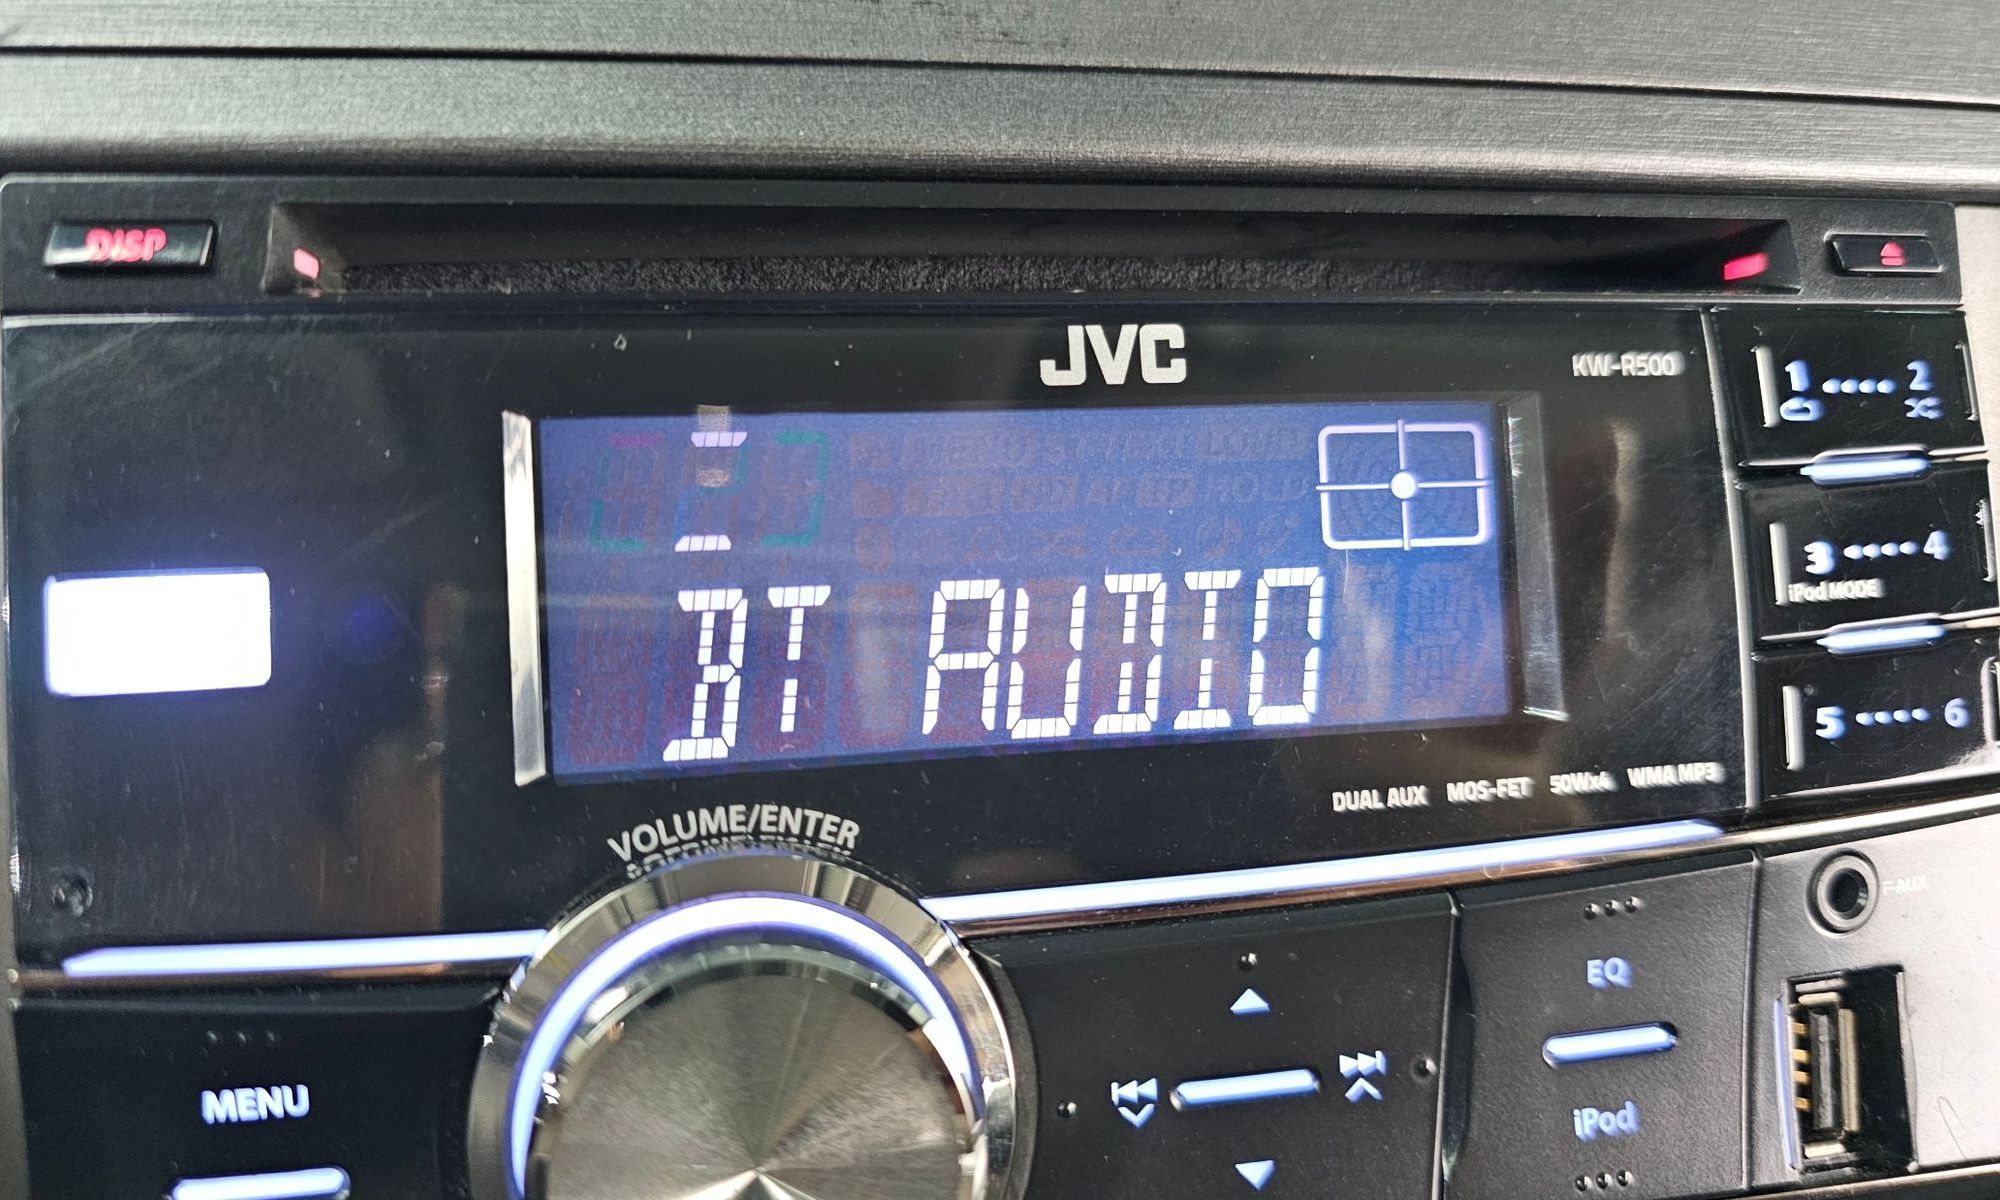 DISP
JVC
KW-R500
1 2
BT AUDIO
3 4
iPod MODE
5 6
DUAL AUX MOS-FET 50Wx4 WMA MP3
VOLUME/ENTER
F-AUX
EQ
MENU
iPod